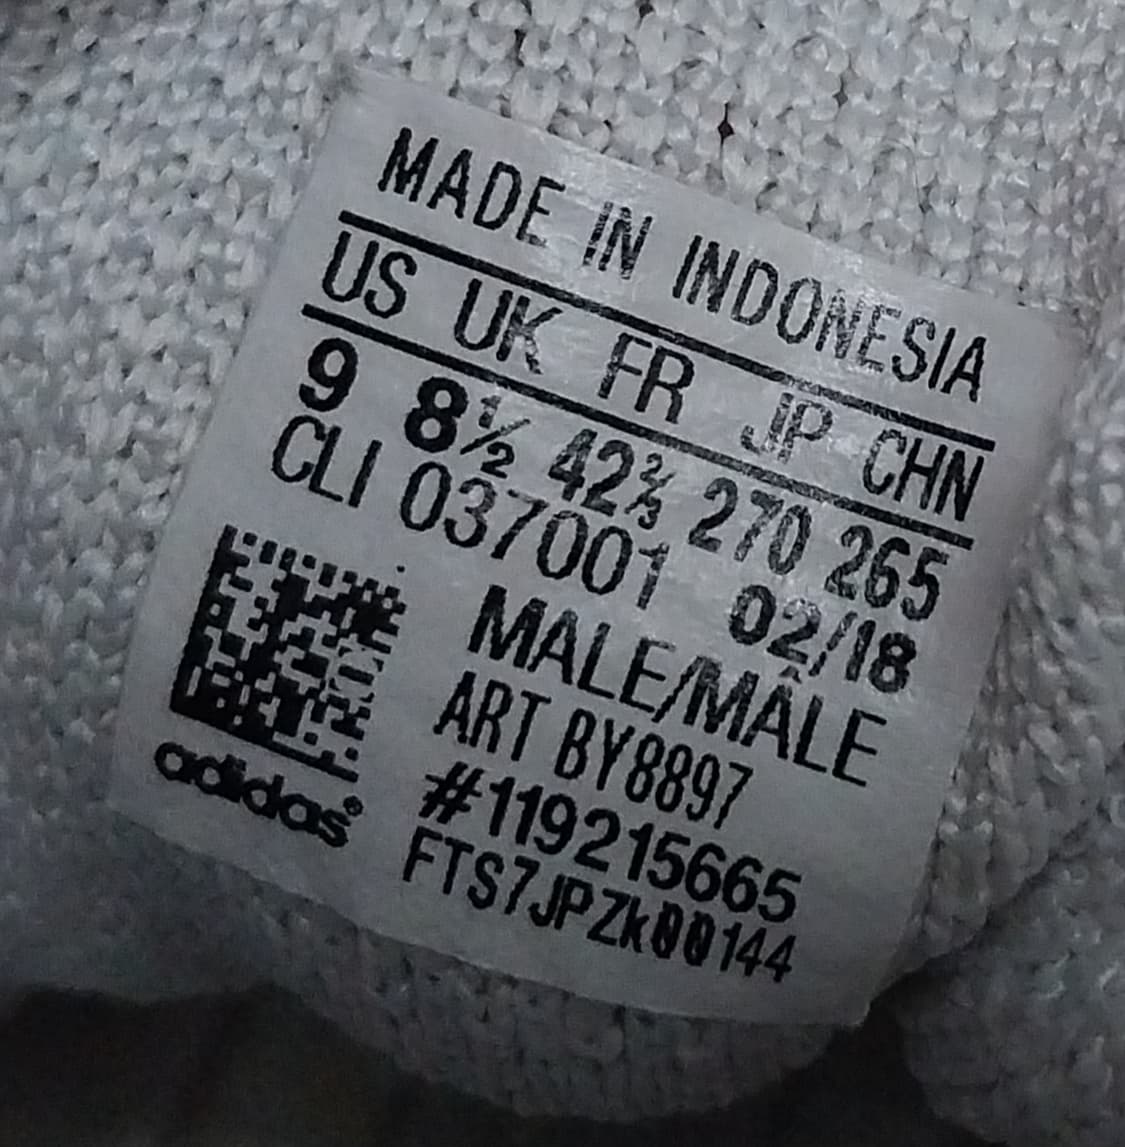 MADE IN INDONESIA
US UK FR JP CHN
9 8½ 42⅔ 270 265
CLI 037001 02/18
MALE/MÂLE
ART BY8897
#119215665
FTS7JPZk00144
adidas®